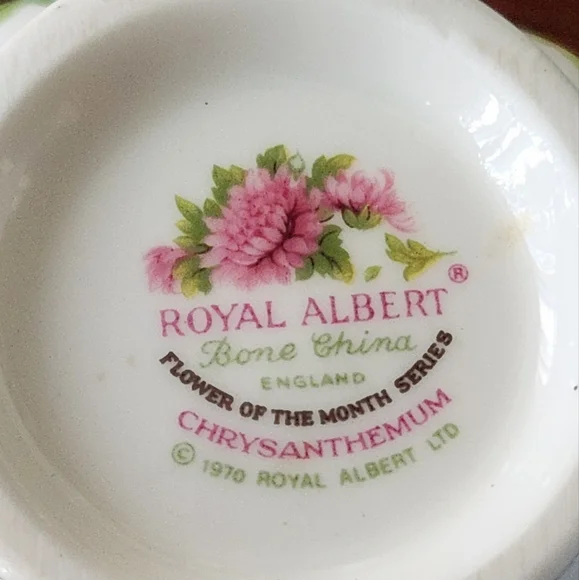 ROYAL ALBERT ®
Bone China
ENGLAND
FLOWER OF THE MONTH SERIES
CHRYSANTHEMUM
© 1970 ROYAL ALBERT LTD